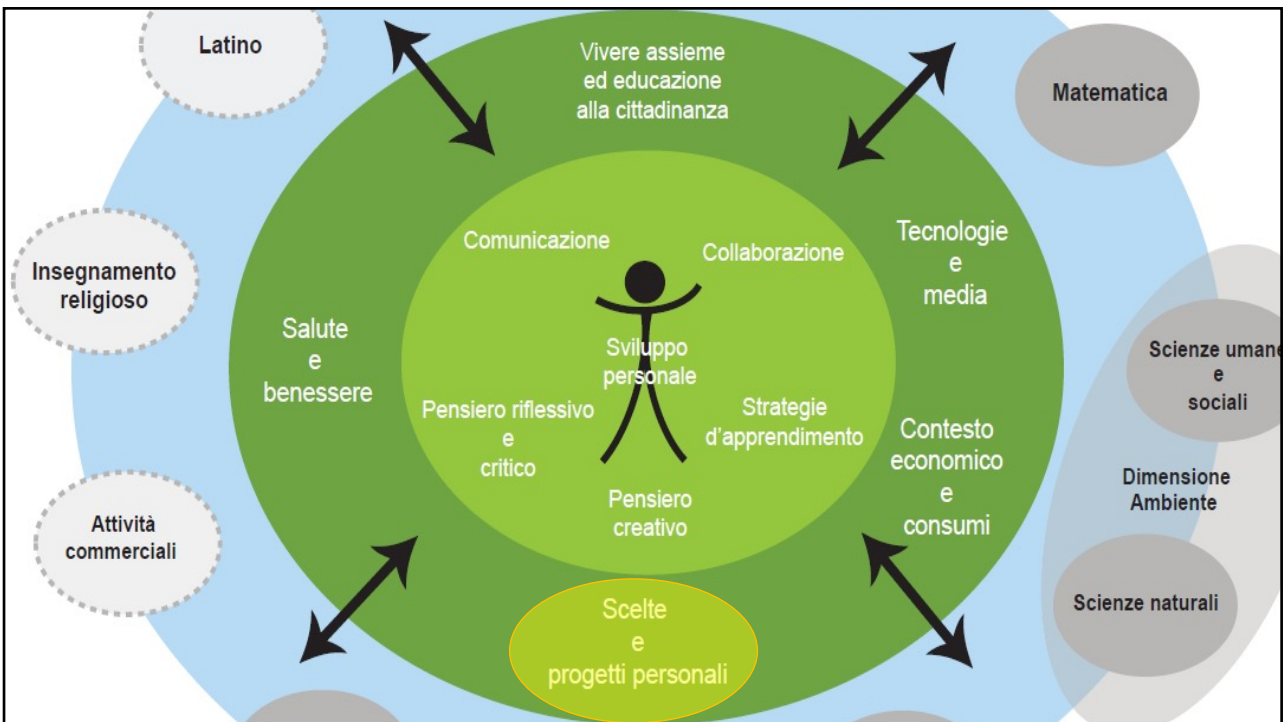 Latino
Vivere assieme
ed educazione
alla cittadinanza
Matematica
Comunicazione
Collaborazione
Tecnologie
e
media
Insegnamento
religioso
Salute
e
benessere
Sviluppo
personale
Scienze umane
e
sociali
Pensiero riflessivo
e
critico
Strategie
d'apprendimento
Contesto
economico
e
consumi
Dimensione
Ambiente
Pensiero
creativo
Attività
commerciali
Scelte
e
progetti personali
Scienze naturali